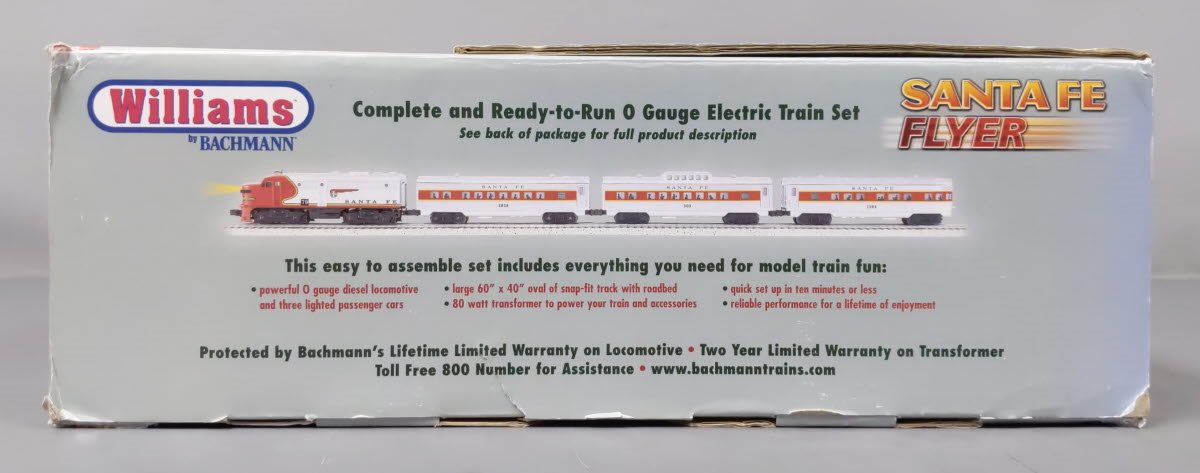 Williams
by BACHMANN
Complete and Ready-to-Run O Gauge Electric Train Set
See back of package for full product description
SANTA FE
FLYER
SANTA FE
SANTA FE
SANTA FE
SANTA FE
This easy to assemble set includes everything you need for model train fun:
• powerful O gauge diesel locomotive
and three lighted passenger cars
• large 60" x 40" oval of snap-fit track with roadbed
• 80 watt transformer to power your train and accessories
• quick set up in ten minutes or less
• reliable performance for a lifetime of enjoyment
Protected by Bachmann's Lifetime Limited Warranty on Locomotive • Two Year Limited Warranty on Transformer
Toll Free 800 Number for Assistance • www.bachmanntrains.com